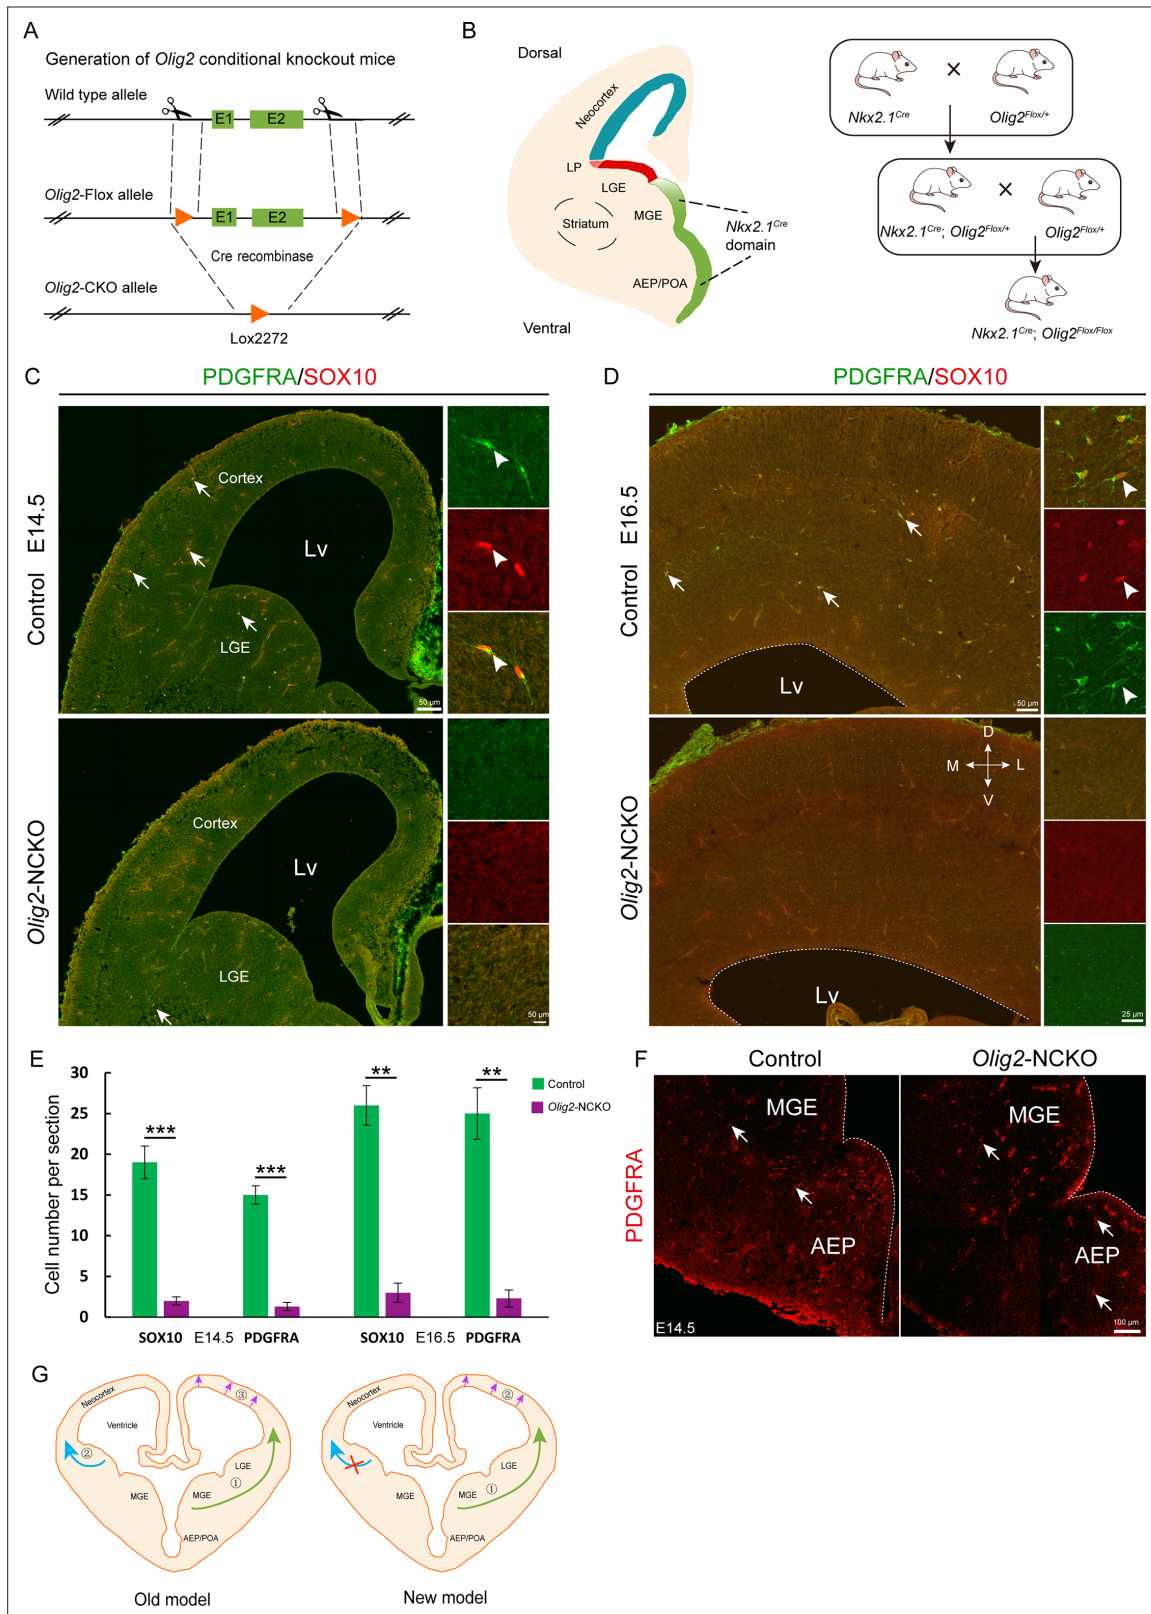 A
Generation of Olig2 conditional knockout mice
Wild type allele
E1 E2
Olig2-Flox allele
E1 E2
Cre recombinase
Olig2-CKO allele
Lox2272
B
Dorsal
Neocortex
LP
LGE
MGE
Striatum
Nkx2.1Cre
domain
AEP/POA
Ventral
×
Nkx2.1Cre Olig2Flox/+
×
Nkx2.1Cre; Olig2Flox/+ Olig2Flox/+
Nkx2.1Cre; Olig2Flox/Flox
C
PDGFRA/SOX10
Control E14.5
Cortex
Lv
LGE
50 µm
Olig2-NCKO
Cortex
Lv
LGE
50 µm
D
PDGFRA/SOX10
Control E16.5
Lv
50 µm
Olig2-NCKO
D
M L
V
Lv
25 µm
E
Cell number per section
30
25
20
15
10
5
0
***
***
**
**
Control
Olig2-NCKO
SOX10 E14.5 PDGFRA SOX10 E16.5 PDGFRA
F
Control Olig2-NCKO
PDGFRA
MGE
AEP
E14.5
MGE
AEP
100 µm
G
Neocortex
③
Ventricle
②
LGE
①
MGE MGE
AEP/POA
Old model
Neocortex
②
Ventricle
LGE
①
MGE MGE
AEP/POA
New model